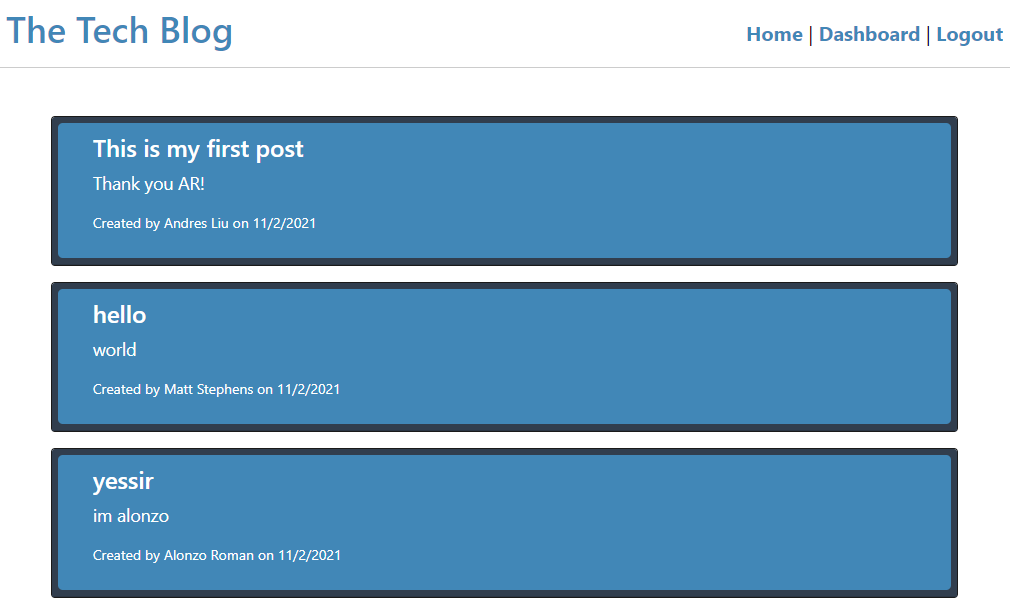 The Tech Blog
Home | Dashboard | Logout
This is my first post
Thank you AR!
Created by Andres Liu on 11/2/2021
hello
world
Created by Matt Stephens on 11/2/2021
yessir
im alonzo
Created by Alonzo Roman on 11/2/2021